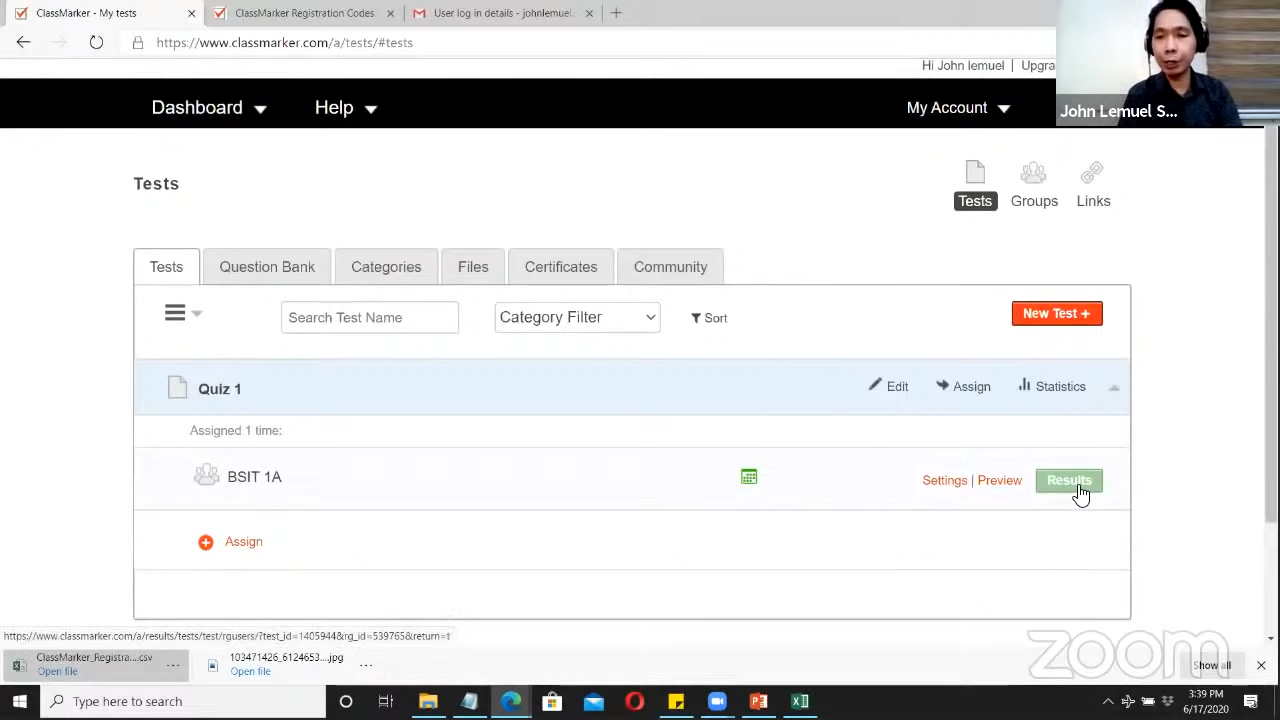 ClassMarker - My tests
ClassMarker Registration Codes
User log in details - johnlemuel
https://www.classmarker.com/a/tests/#tests
Hi John lemuel | Upgra
Dashboard
Help
My Account
John Lemuel S...
Tests
Tests
Groups
Links
Tests
Question Bank
Categories
Files
Certificates
Community
Search Test Name
Category Filter
Sort
New Test +
Quiz 1
Edit
Assign
Statistics
Assigned 1 time:
BSIT 1A
Settings | Preview
Results
Assign
https://www.classmarker.com/a/results/tests/test/rgusers/?test_id=1405944&rg_id=539765&return=t
zoom
ClassMarker_Registra....csv
Open file
103471426_6124653....jpg
Open file
Show all
Type here to search
3:39 PM
6/17/2020